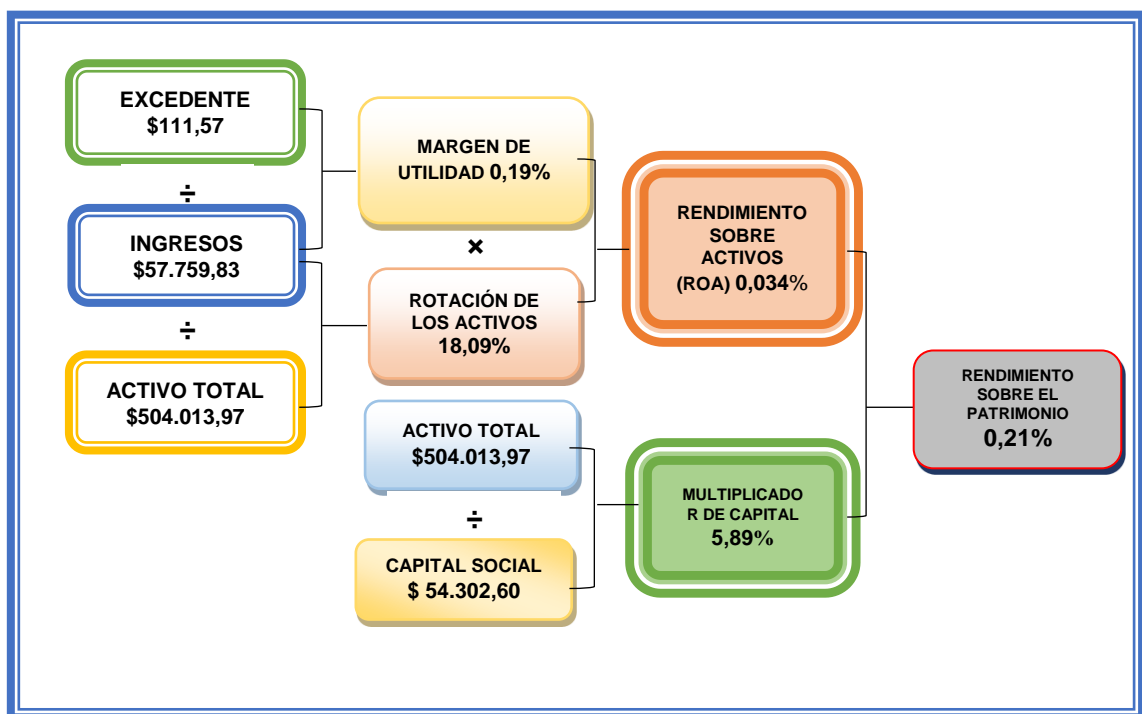 EXCEDENTE
$111,57
÷
INGRESOS
$57.759,83
÷
ACTIVO TOTAL
$504.013,97
MARGEN DE
UTILIDAD 0,19%
×
ROTACIÓN DE
LOS ACTIVOS
18,09%
ACTIVO TOTAL
$504.013,97
÷
CAPITAL SOCIAL
$ 54.302,60
RENDIMIENTO
SOBRE
ACTIVOS
(ROA) 0,034%
MULTIPLICADO
R DE CAPITAL
5,89%
RENDIMIENTO
SOBRE EL
PATRIMONIO
0,21%